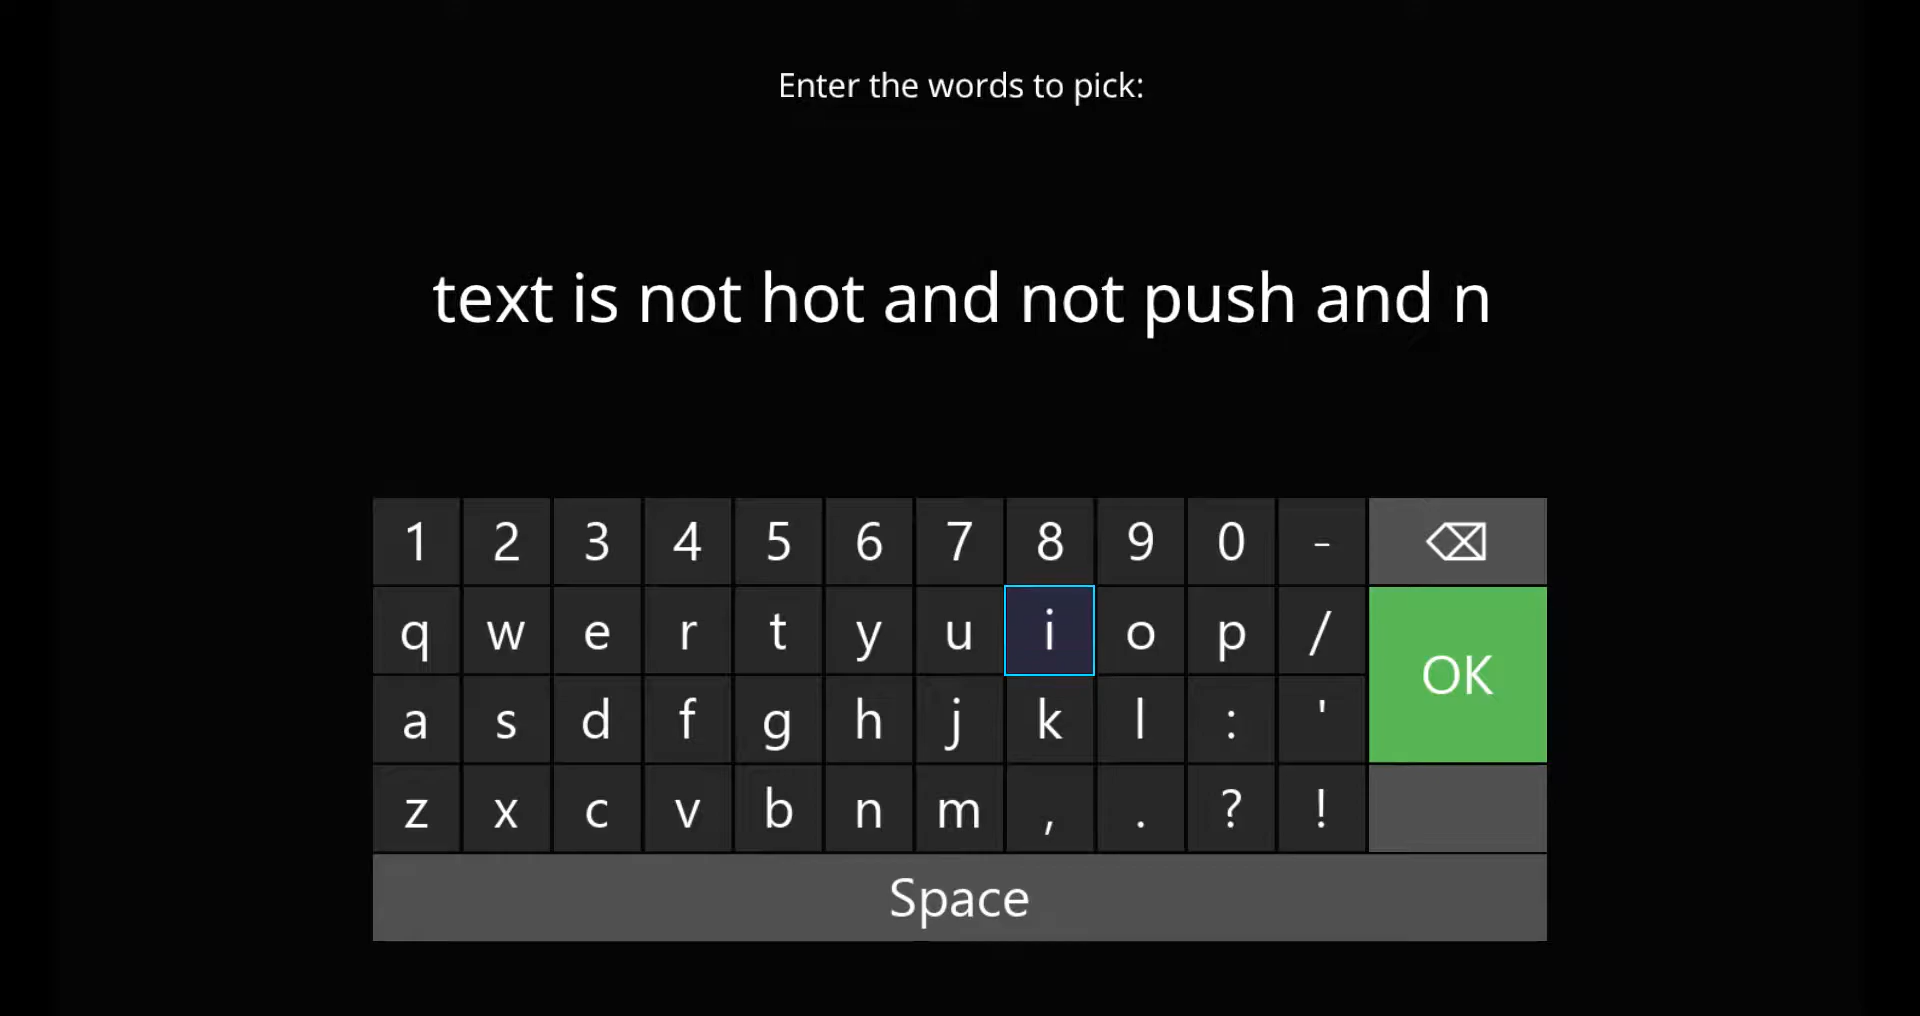 Enter the words to pick:
text is not hot and not push and n
1 2 3 4 5 6 7 8 9 0 -
q w e r t y u i o p /
OK
a s d f g h j k l : '
z x c v b n m , . ? !
Space